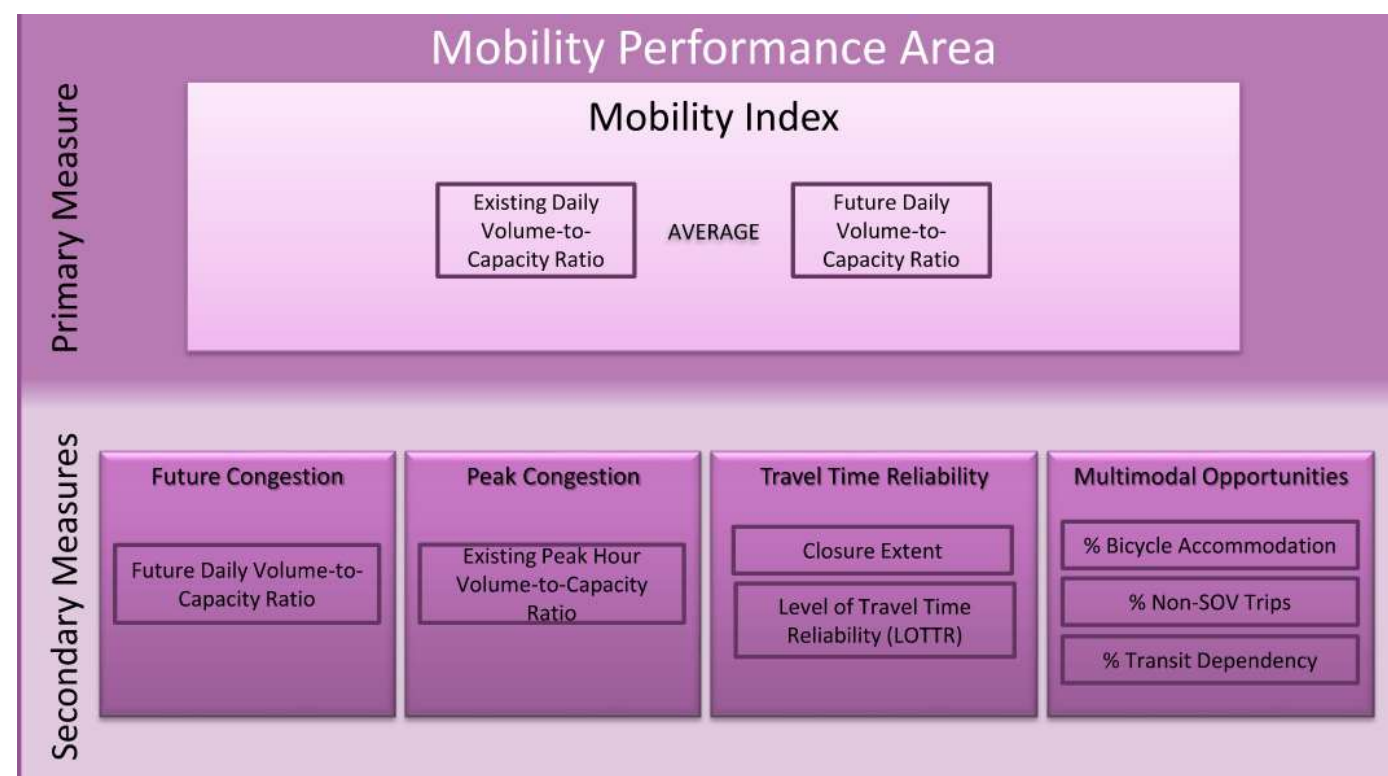 Mobility Performance Area
Primary Measure
Mobility Index
Existing Daily
Volume-to-
Capacity Ratio
AVERAGE
Future Daily
Volume-to-
Capacity Ratio
Secondary Measures
Future Congestion
Future Daily Volume-to-
Capacity Ratio
Peak Congestion
Existing Peak Hour
Volume-to-Capacity
Ratio
Travel Time Reliability
Closure Extent
Level of Travel Time
Reliability (LOTTR)
Multimodal Opportunities
% Bicycle Accommodation
% Non-SOV Trips
% Transit Dependency